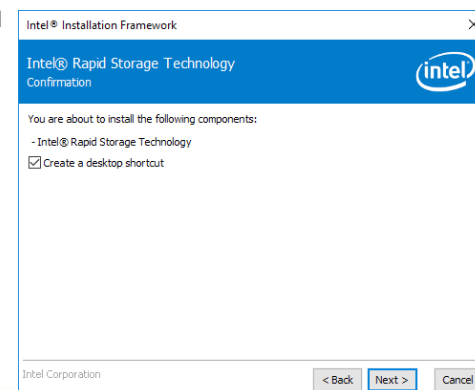 Intel® Installation Framework
Intel® Rapid Storage Technology
Confirmation
intel
You are about to install the following components:
- Intel® Rapid Storage Technology
Create a desktop shortcut
Intel Corporation
< Back Next > Cancel